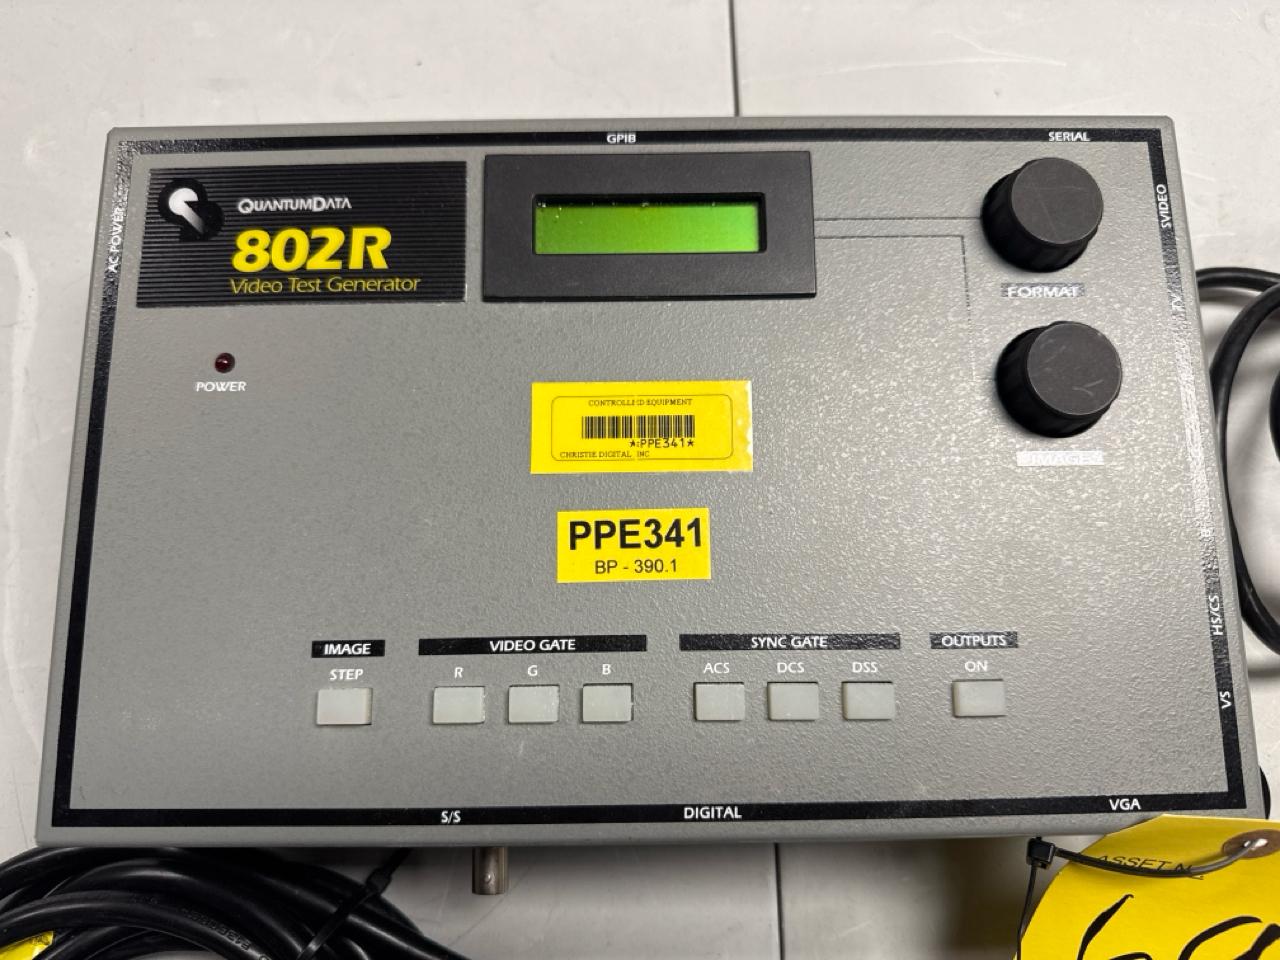 GPIB
SERIAL
AC POWER
QUANTUMDATA
802R
Video Test Generator
SVIDEO
TV
FORMAT
IMAGE
POWER
CONTROLLED EQUIPMENT
*PPE341*
CHRISTIE DIGITAL INC
PPE341
BP - 390.1
HS/CS
VS
IMAGE
VIDEO GATE
SYNC GATE
OUTPUTS
STEP
R
G
B
ACS
DCS
DSS
ON
S/S
DIGITAL
VGA